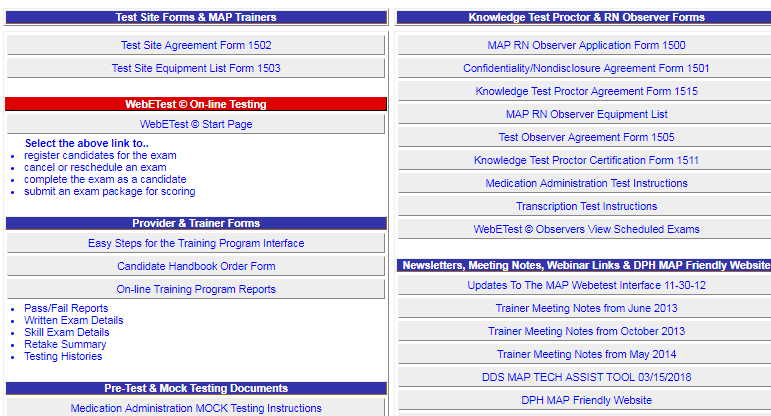 Test Site Forms & MAP Trainers
Test Site Agreement Form 1502
Test Site Equipment List Form 1503
WebETest © On-line Testing
WebETest © Start Page
Select the above link to..
register candidates for the exam
cancel or reschedule an exam
complete the exam as a candidate
submit an exam package for scoring
Provider & Trainer Forms
Easy Steps for the Training Program Interface
Candidate Handbook Order Form
On-line Training Program Reports
Pass/Fail Reports
Written Exam Details
Skill Exam Details
Retake Summary
Testing Histories
Pre-Test & Mock Testing Documents
Medication Administration MOCK Testing Instructions
Knowledge Test Proctor & RN Observer Forms
MAP RN Observer Application Form 1500
Confidentiality/Nondisclosure Agreement Form 1501
Knowledge Test Proctor Agreement Form 1515
MAP RN Observer Equipment List
Test Observer Agreement Form 1505
Knowledge Test Proctor Certification Form 1511
Medication Administration Test Instructions
Transcription Test Instructions
WebETest © Observers View Scheduled Exams
Newsletters, Meeting Notes, Webinar Links & DPH MAP Friendly Website
Updates To The MAP Webetest Interface 11-30-12
Trainer Meeting Notes from June 2013
Trainer Meeting Notes from October 2013
Trainer Meeting Notes from May 2014
DDS MAP TECH ASSIST TOOL 03/15/2018
DPH MAP Friendly Website